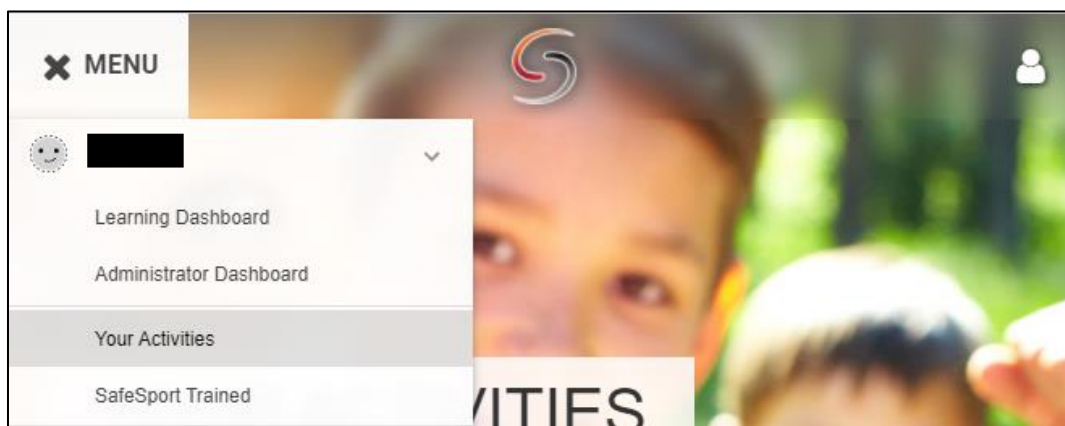 MENU
Learning Dashboard
Administrator Dashboard
Your Activities
SafeSport Trained